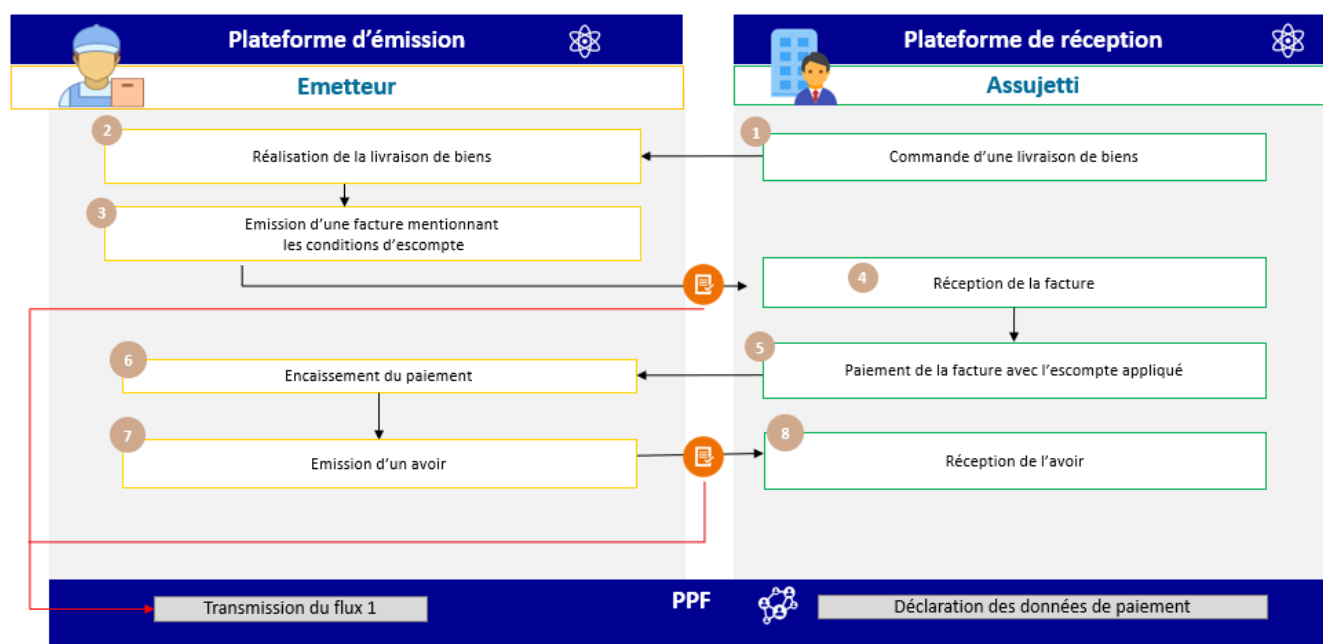 Plateforme d'émission
Plateforme de réception
Emetteur
Assujetti
1
Commande d'une livraison de biens
2
Réalisation de la livraison de biens
3
Emission d'une facture mentionnant
les conditions d'escompte
4
Réception de la facture
5
Paiement de la facture avec l'escompte appliqué
6
Encaissement du paiement
7
Emission d'un avoir
8
Réception de l'avoir
PPF
Transmission du flux 1
Déclaration des données de paiement